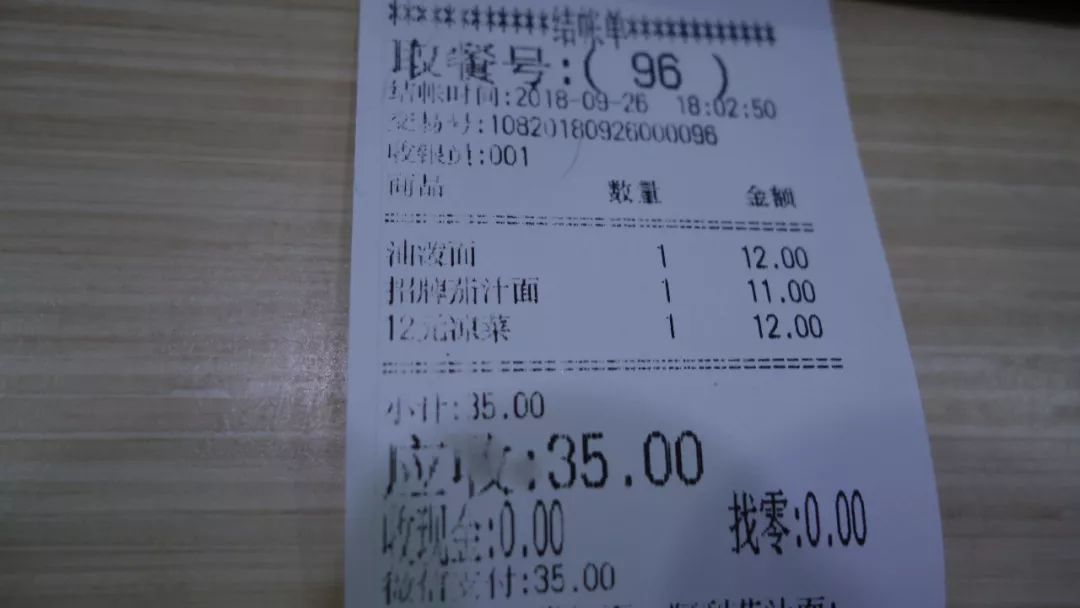 ************结帐单************
取餐号:( 96 )
结帐时间:2018-09-26 18:02:50
交易号:10820180926000096
收银员:001
商品 数量 金额
油泼面 1 12.00
招牌茄汁面 1 11.00
12元凉菜 1 12.00
小计:35.00
应收:35.00
收现金:0.00 找零:0.00
微信支付:35.00